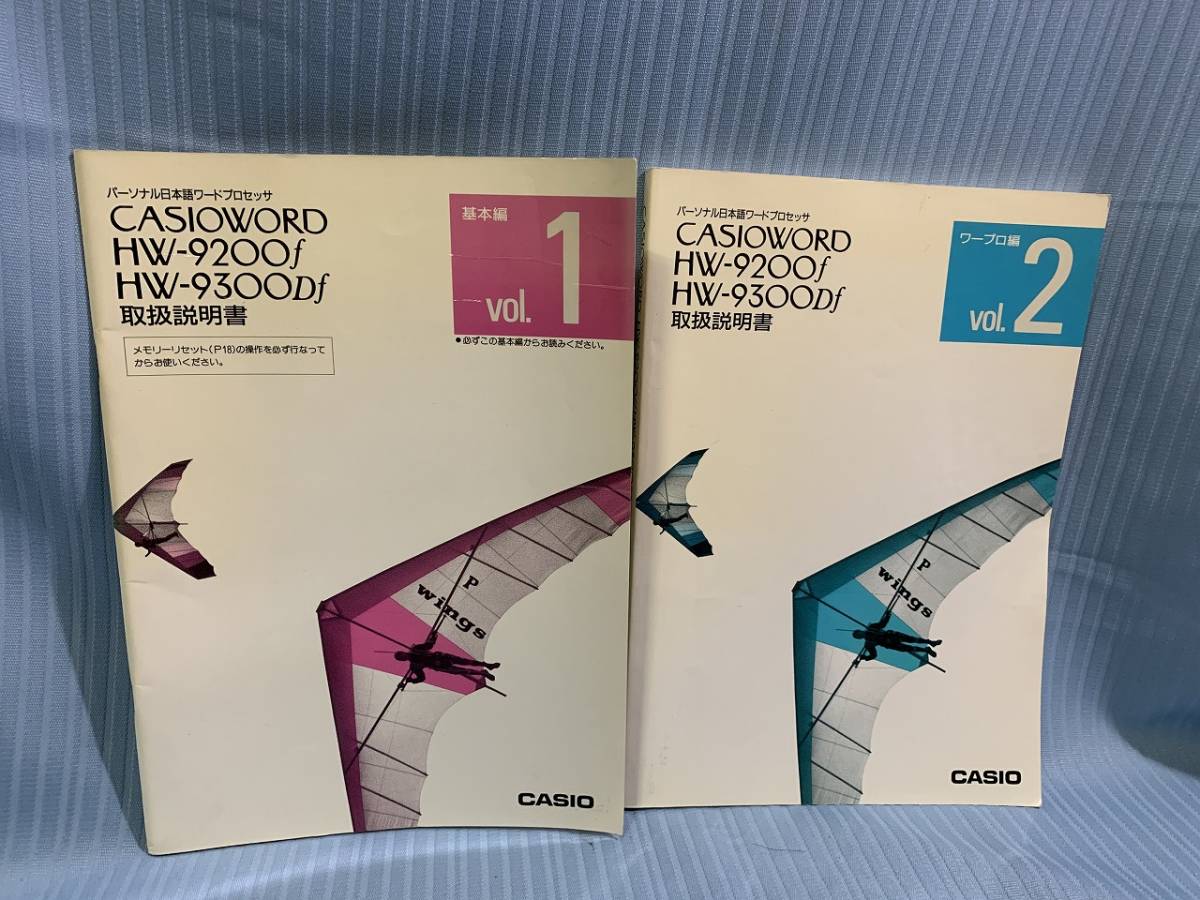 パーソナル日本語ワードプロセッサ
CASIOWORD
HW-9200f
HW-9300Df
取扱説明書
メモリーリセット(P18)の操作を必ず行なって
からお使いください。
基本編
vol. 1
●必ずこの基本編からお読みください。
P
wings
CASIO
パーソナル日本語ワードプロセッサ
CASIOWORD
HW-9200f
HW-9300Df
取扱説明書
ワープロ編
vol. 2
P
wings
CASIO